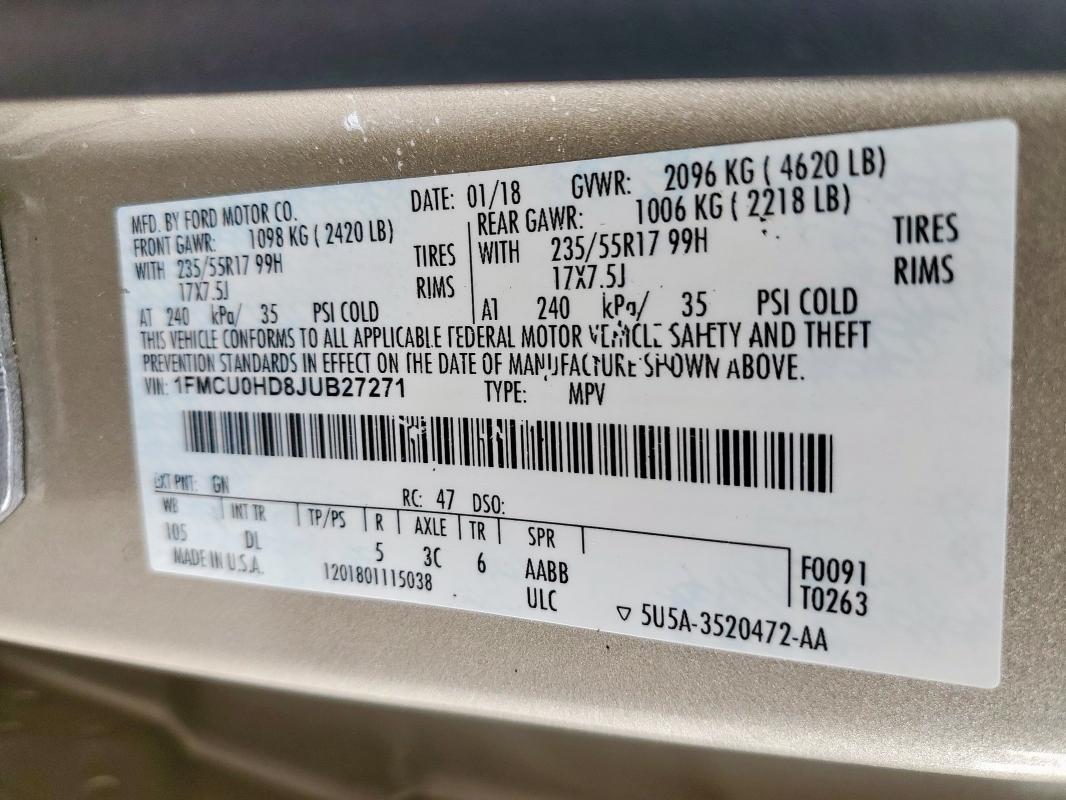 MFD. BY FORD MOTOR CO.
DATE: 01/18 GVWR: 2096 KG ( 4620 LB)
FRONT GAWR: 1098 KG ( 2420 LB) REAR GAWR: 1006 KG ( 2218 LB)
WITH 235/55R17 99H TIRES WITH 235/55R17 99H TIRES
17X7.5J RIMS 17X7.5J RIMS
AT 240 kPa/ 35 PSI COLD AT 240 kPa/ 35 PSI COLD
THIS VEHICLE CONFORMS TO ALL APPLICABLE FEDERAL MOTOR VEHICLE SAFETY AND THEFT
PREVENTION STANDARDS IN EFFECT ON THE DATE OF MANUFACTURE SHOWN ABOVE.
VIN: 1FMCU0HD8JUB27271 TYPE: MPV
EXT PNT: GN RC: 47 DSO:
WB INT TR TP/PS R AXLE TR SPR
105 DL 5 3C 6 AABB F0091
MADE IN U.S.A. 1201801115038 ULC T0263
▽ 5U5A-3520472-AA